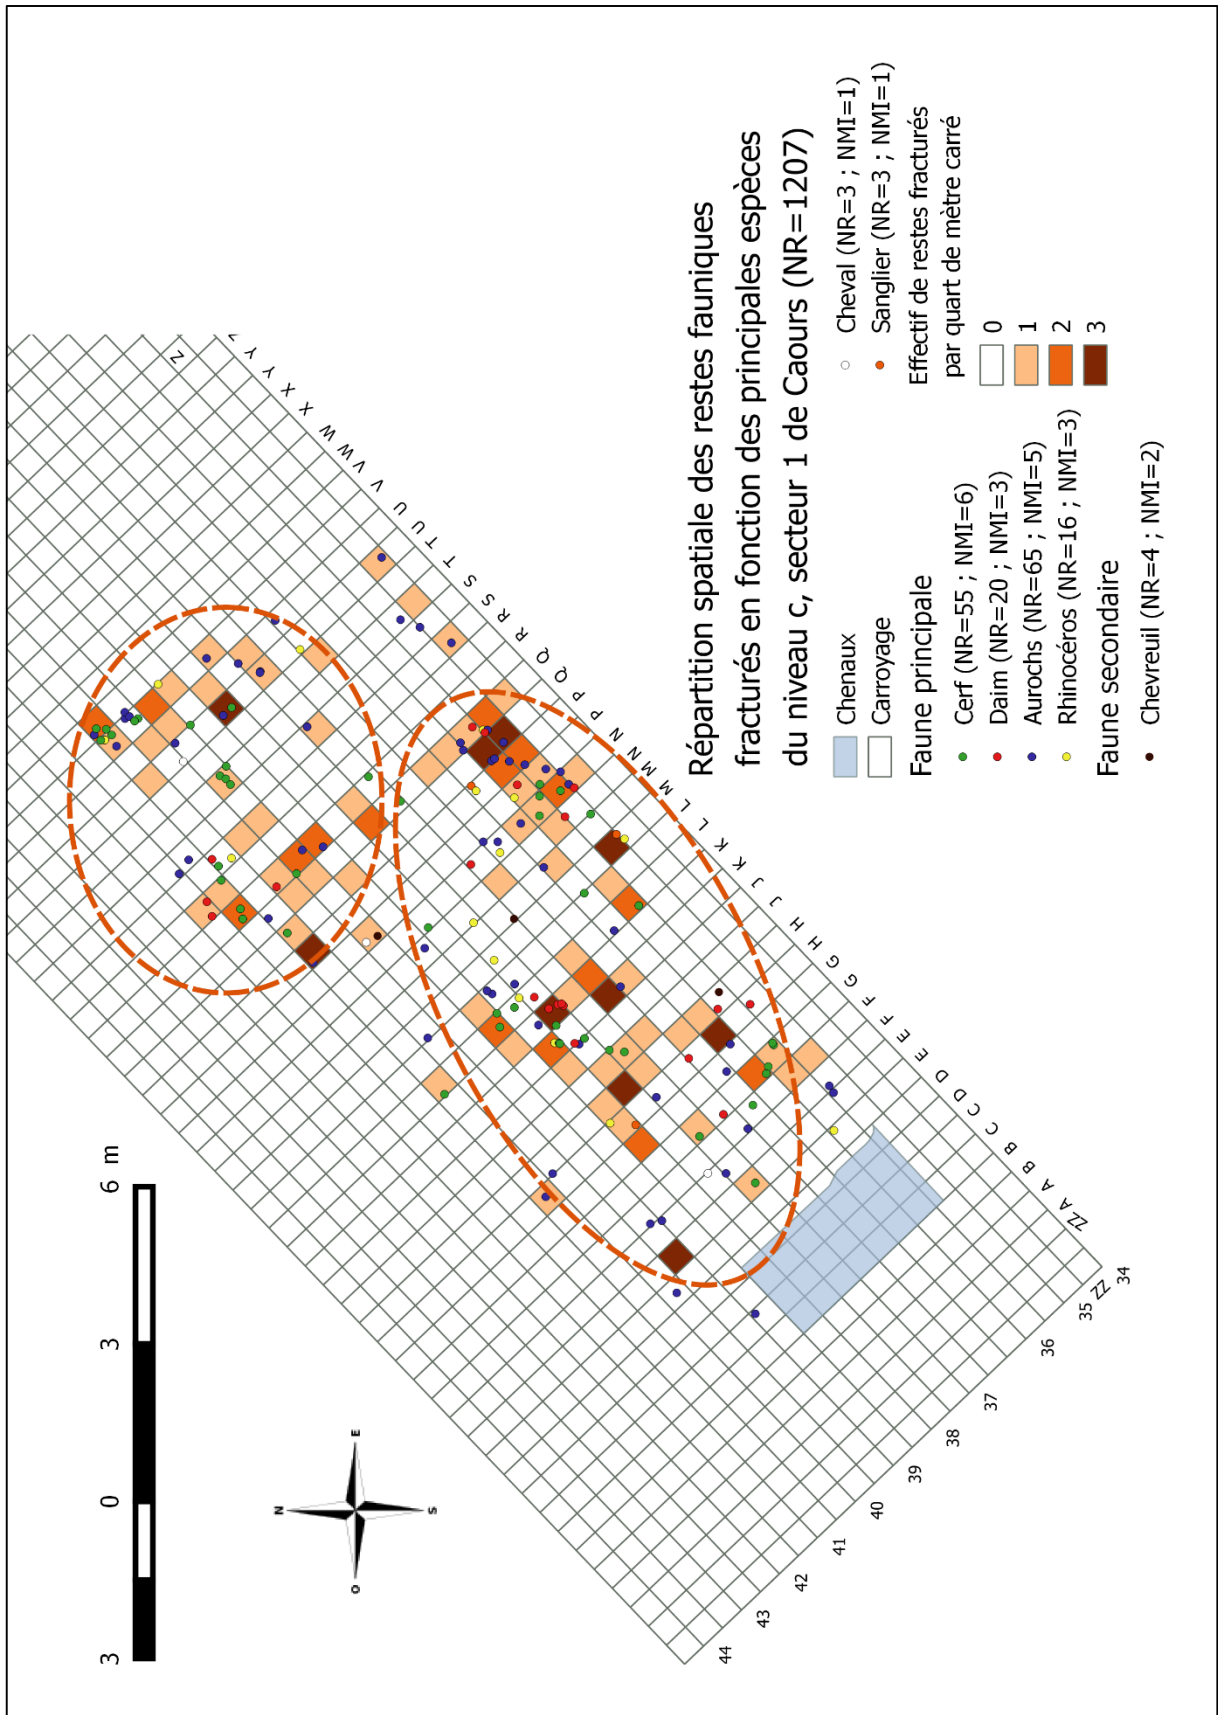 3 0 3 6 m
N
O E
S
Z
Z
Y
X
X
W
W
V
V
U
U
T
T
S
S
R
R
Q
Q
P
P
N
N
M
M
L
L
K
K
J
J
H
H
G
G
F
F
E
E
D
D
C
C
B
B
A
A
ZZ
ZZ
44
43
42
41
40
39
38
37
36
35
34
Répartition spatiale des restes fauniques
fracturés en fonction des principales espèces
du niveau c, secteur 1 de Caours (NR=1207)
Chenaux
Carroyage
Faune principale
Cerf (NR=55 ; NMI=6)
Daim (NR=20 ; NMI=3)
Aurochs (NR=65 ; NMI=5)
Rhinocéros (NR=16 ; NMI=3)
Faune secondaire
Chevreuil (NR=4 ; NMI=2)
Cheval (NR=3 ; NMI=1)
Sanglier (NR=3 ; NMI=1)
Effectif de restes fracturés
par quart de mètre carré
0
1
2
3